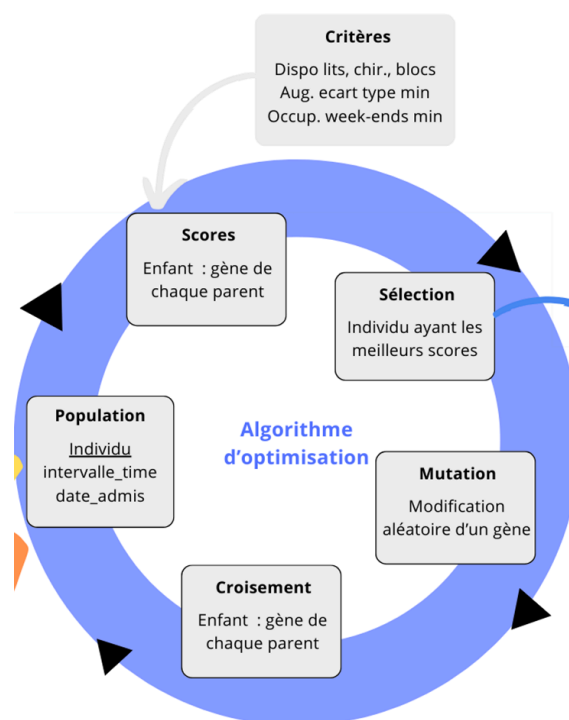 Critères
Dispo lits, chir., blocs
Aug. ecart type min
Occup. week-ends min
Scores
Enfant : gène de
chaque parent
Sélection
Individu ayant les
meilleurs scores
Population
Individu
intervalle_time
date_admis
Algorithme
d’optimisation
Mutation
Modification
aléatoire d’un gène
Croisement
Enfant : gène de
chaque parent